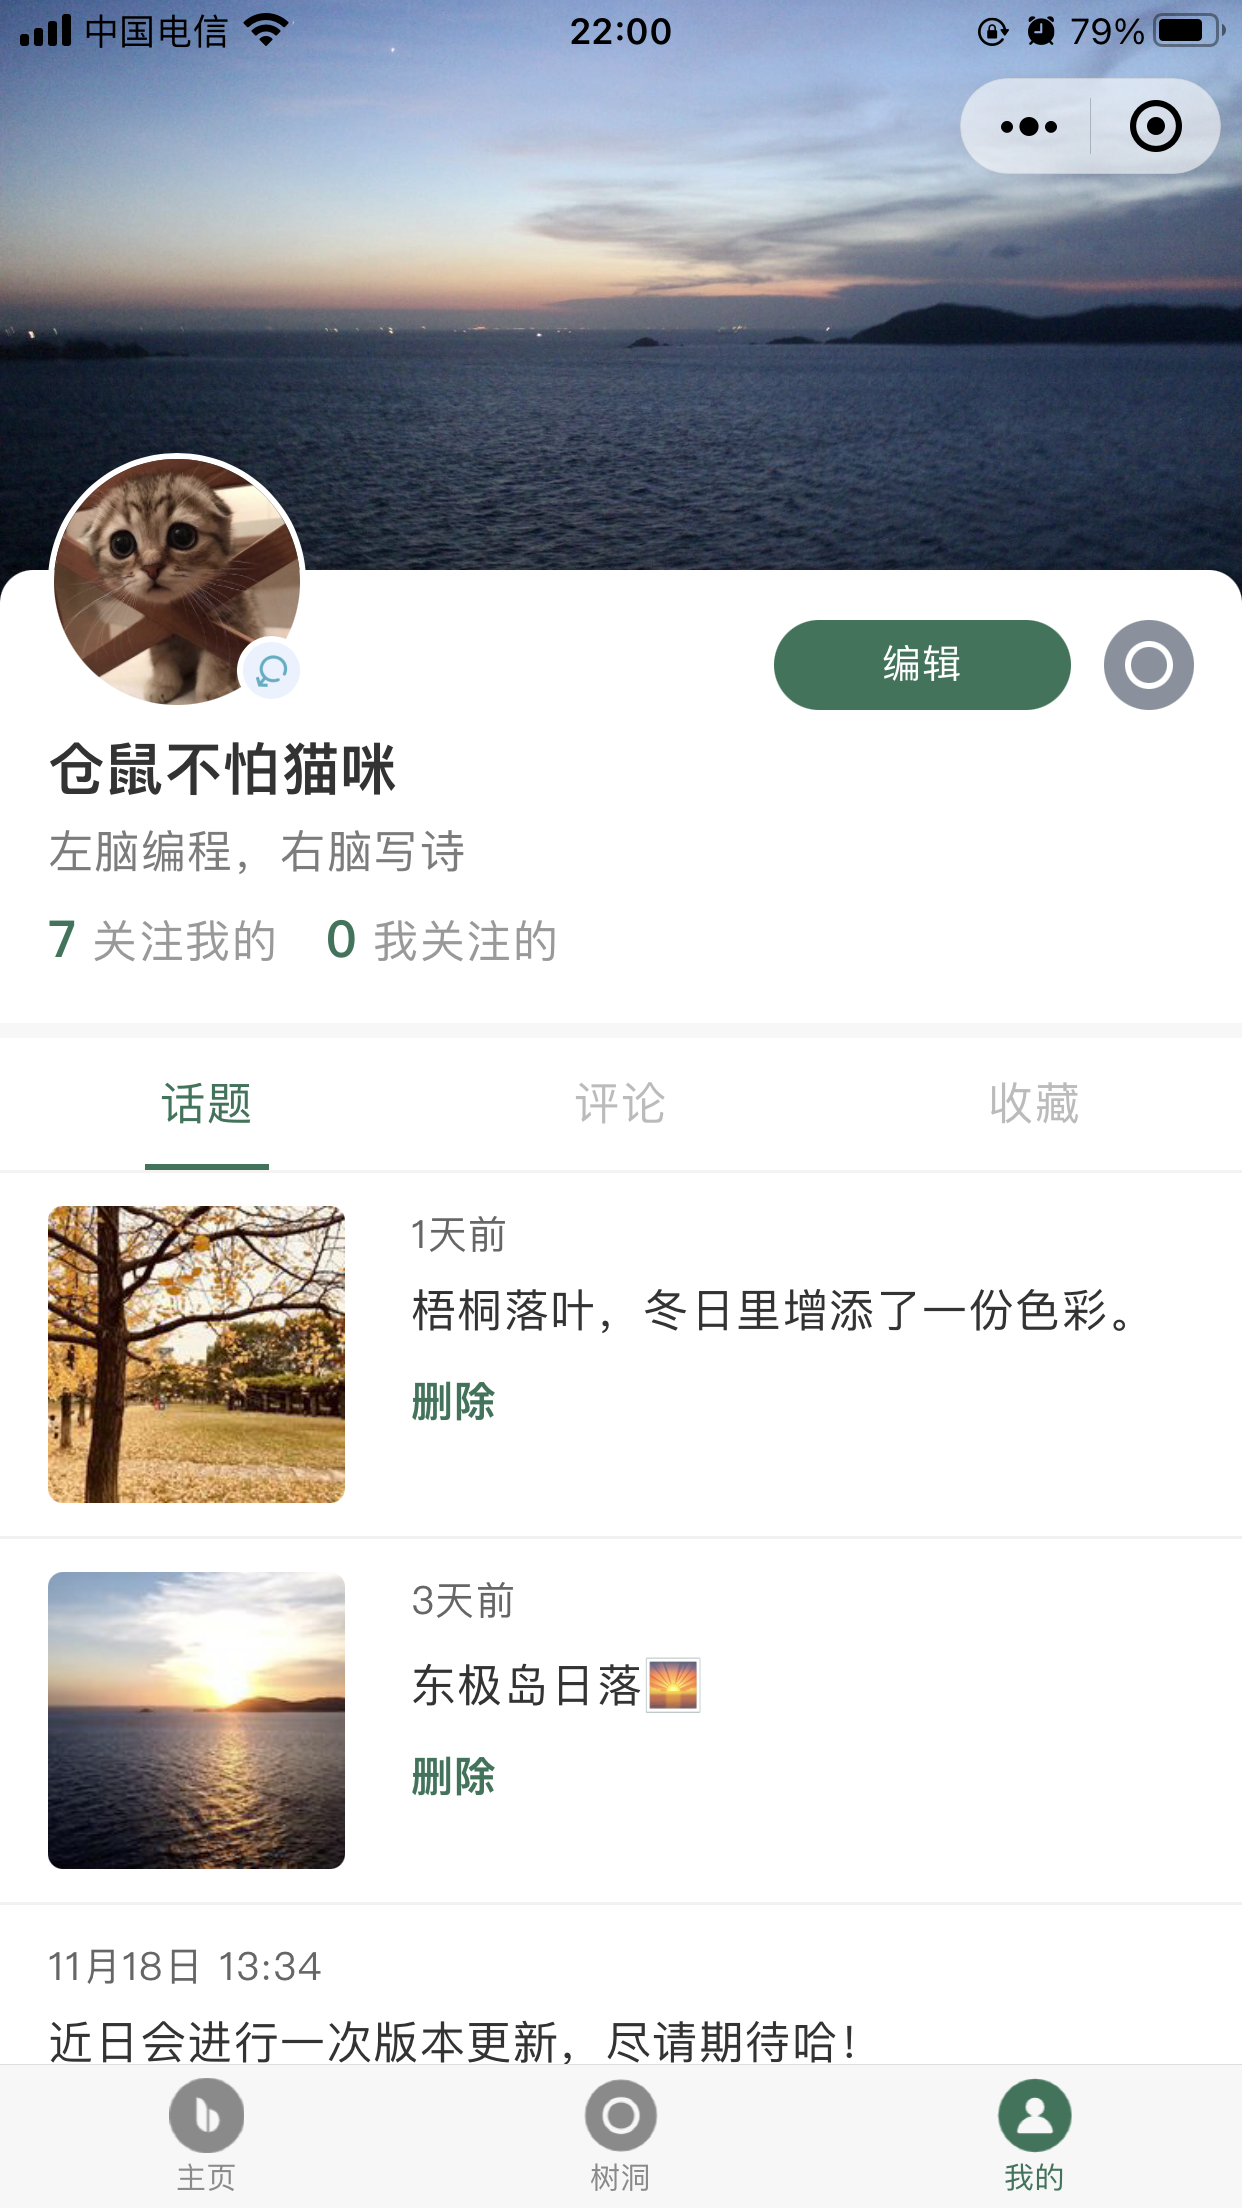 中国电信 22:00 79%
编辑
仓鼠不怕猫咪
左脑编程，右脑写诗
7 关注我的 0 我关注的
话题 评论 收藏
1天前
梧桐落叶，冬日里增添了一份色彩。
删除
3天前
东极岛日落🌅
删除
11月18日 13:34
近日会进行一次版本更新，尽请期待哈！
主页 树洞 我的